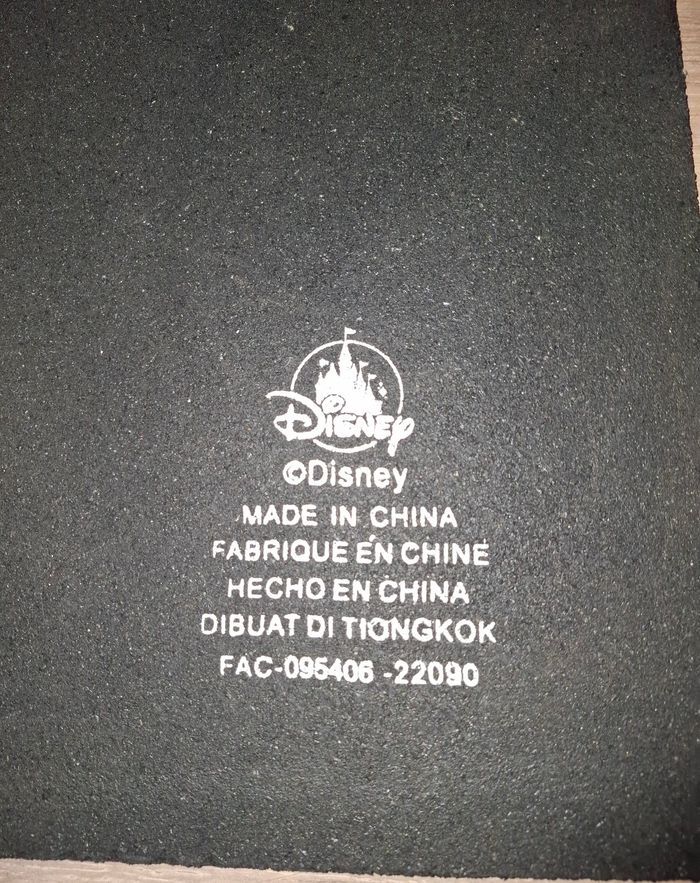 Disney
©Disney
MADE IN CHINA
FABRIQUE EN CHINE
HECHO EN CHINA
DIBUAT DI TIONGKOK
FAC-095406 -22090